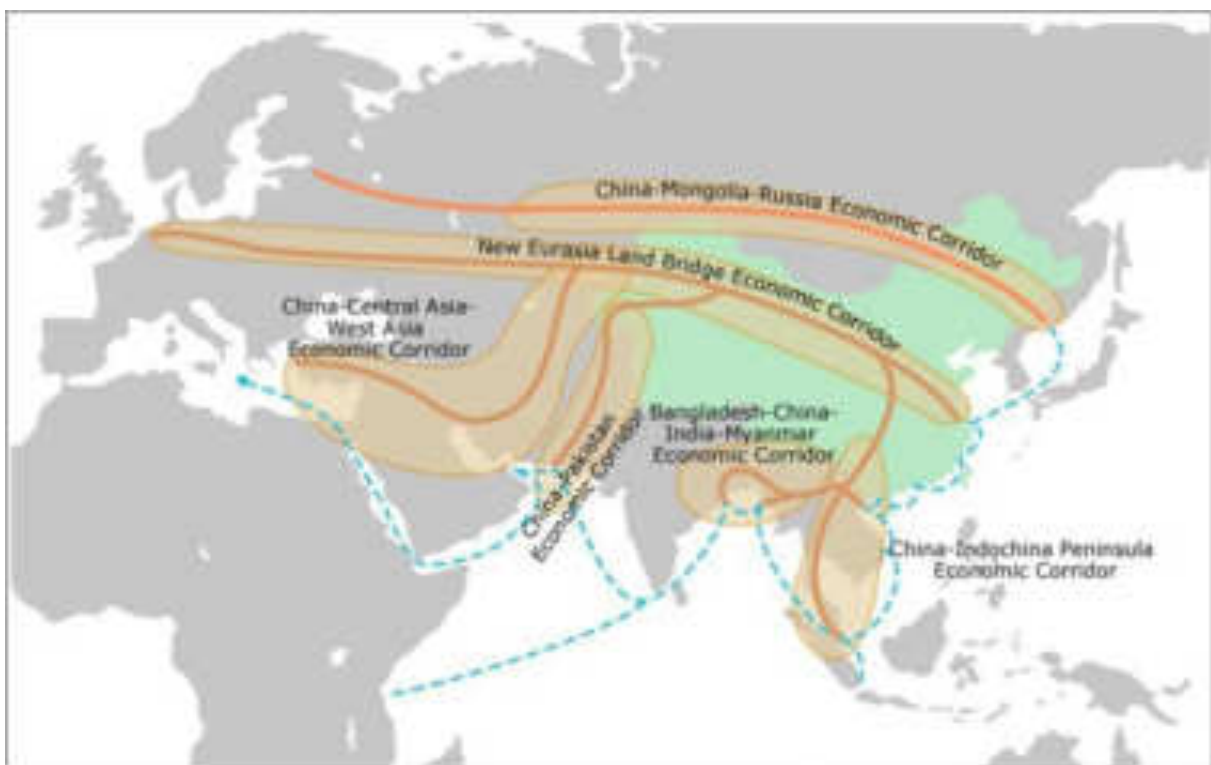 China-Mongolia-Russia Economic Corridor
New Eurasia Land Bridge Economic Corridor
China-Central Asia-
West Asia
Economic Corridor
China-Pakistan
Economic Corridor
Bangladesh-China-
India-Myanmar
Economic Corridor
China-Indochina Peninsula
Economic Corridor